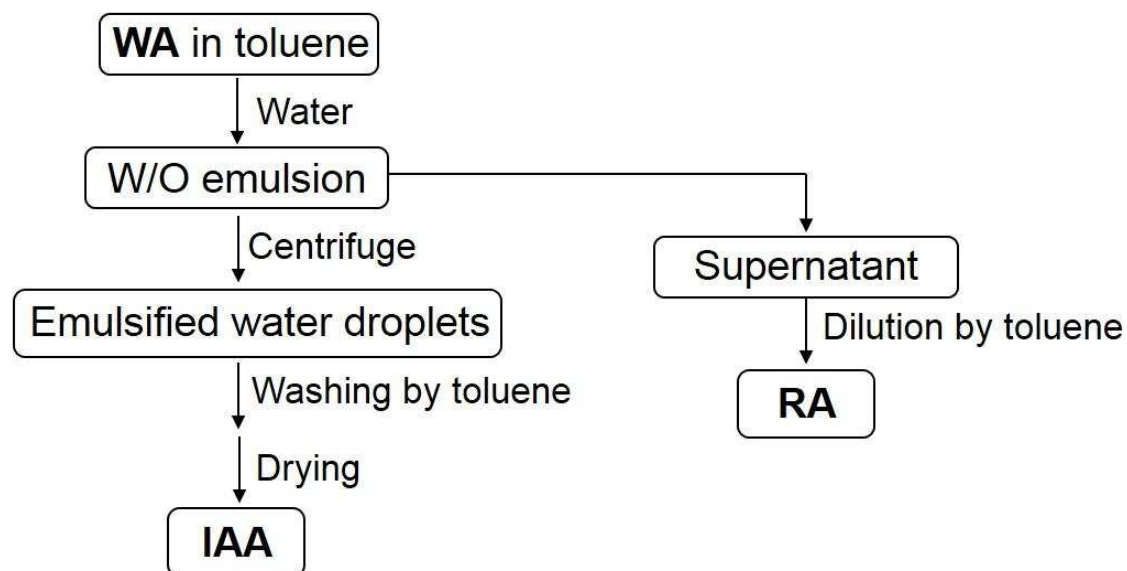 WA in toluene
Water
W/O emulsion
Centrifuge
Supernatant
Emulsified water droplets
Dilution by toluene
Washing by toluene
RA
Drying
IAA